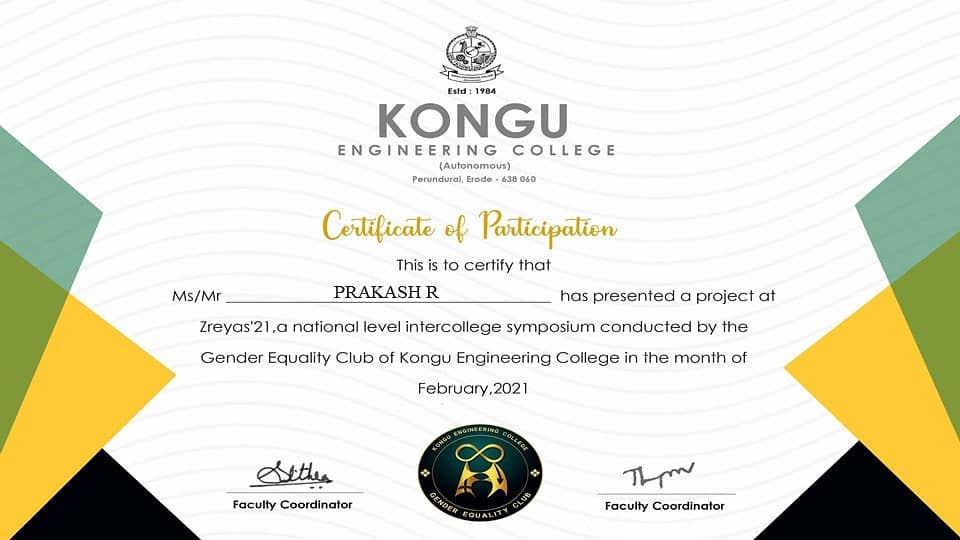 Estd : 1984
KONGU
ENGINEERING COLLEGE
(Autonomous)
Perundurai, Erode - 638 060
Certificate of Participation
This is to certify that
Ms/Mr PRAKASH R has presented a project at
Zreyas'21,a national level intercollege symposium conducted by the
Gender Equality Club of Kongu Engineering College in the month of
February,2021
KONGU ENGINEERING COLLEGE
GENDER EQUALITY CLUB
Faculty Coordinator
Faculty Coordinator